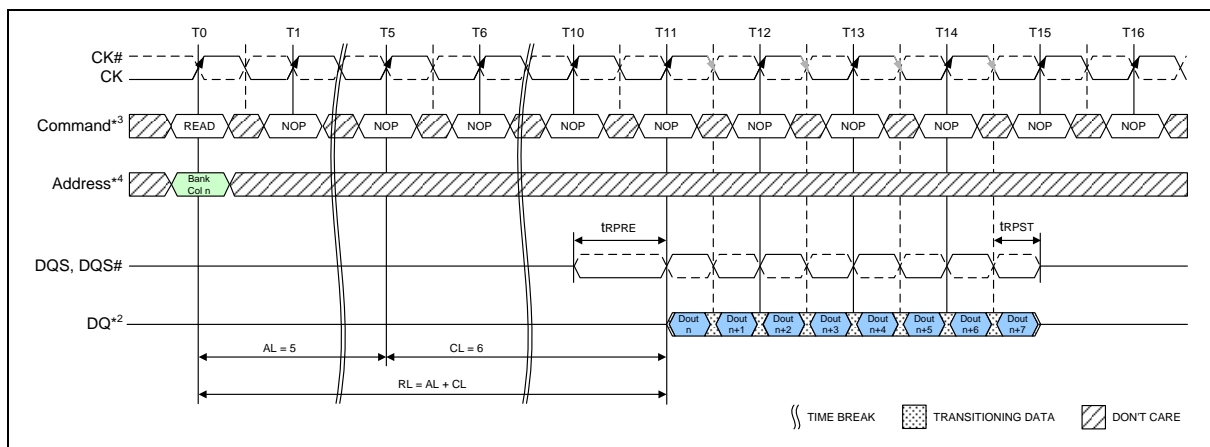 T0 T1 T5 T6 T10 T11 T12 T13 T14 T15 T16
CK#
CK
Command*3 READ NOP NOP NOP NOP NOP NOP NOP NOP NOP NOP
Address*4 Bank Col n
tRPRE tRPST
DQS, DQS#
DQ*2 Dout n Dout n+1 Dout n+2 Dout n+3 Dout n+4 Dout n+5 Dout n+6 Dout n+7
AL = 5 CL = 6
RL = AL + CL
TIME BREAK TRANSITIONING DATA DON'T CARE